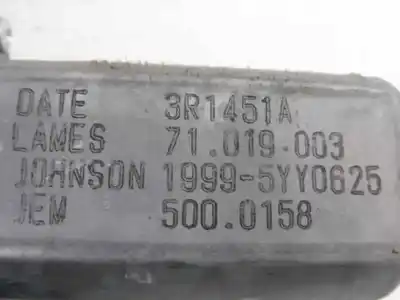 DATE 3R1451A
LAMES 71.019.003
JOHNSON 1999-5YY0625
JEM 500.0158